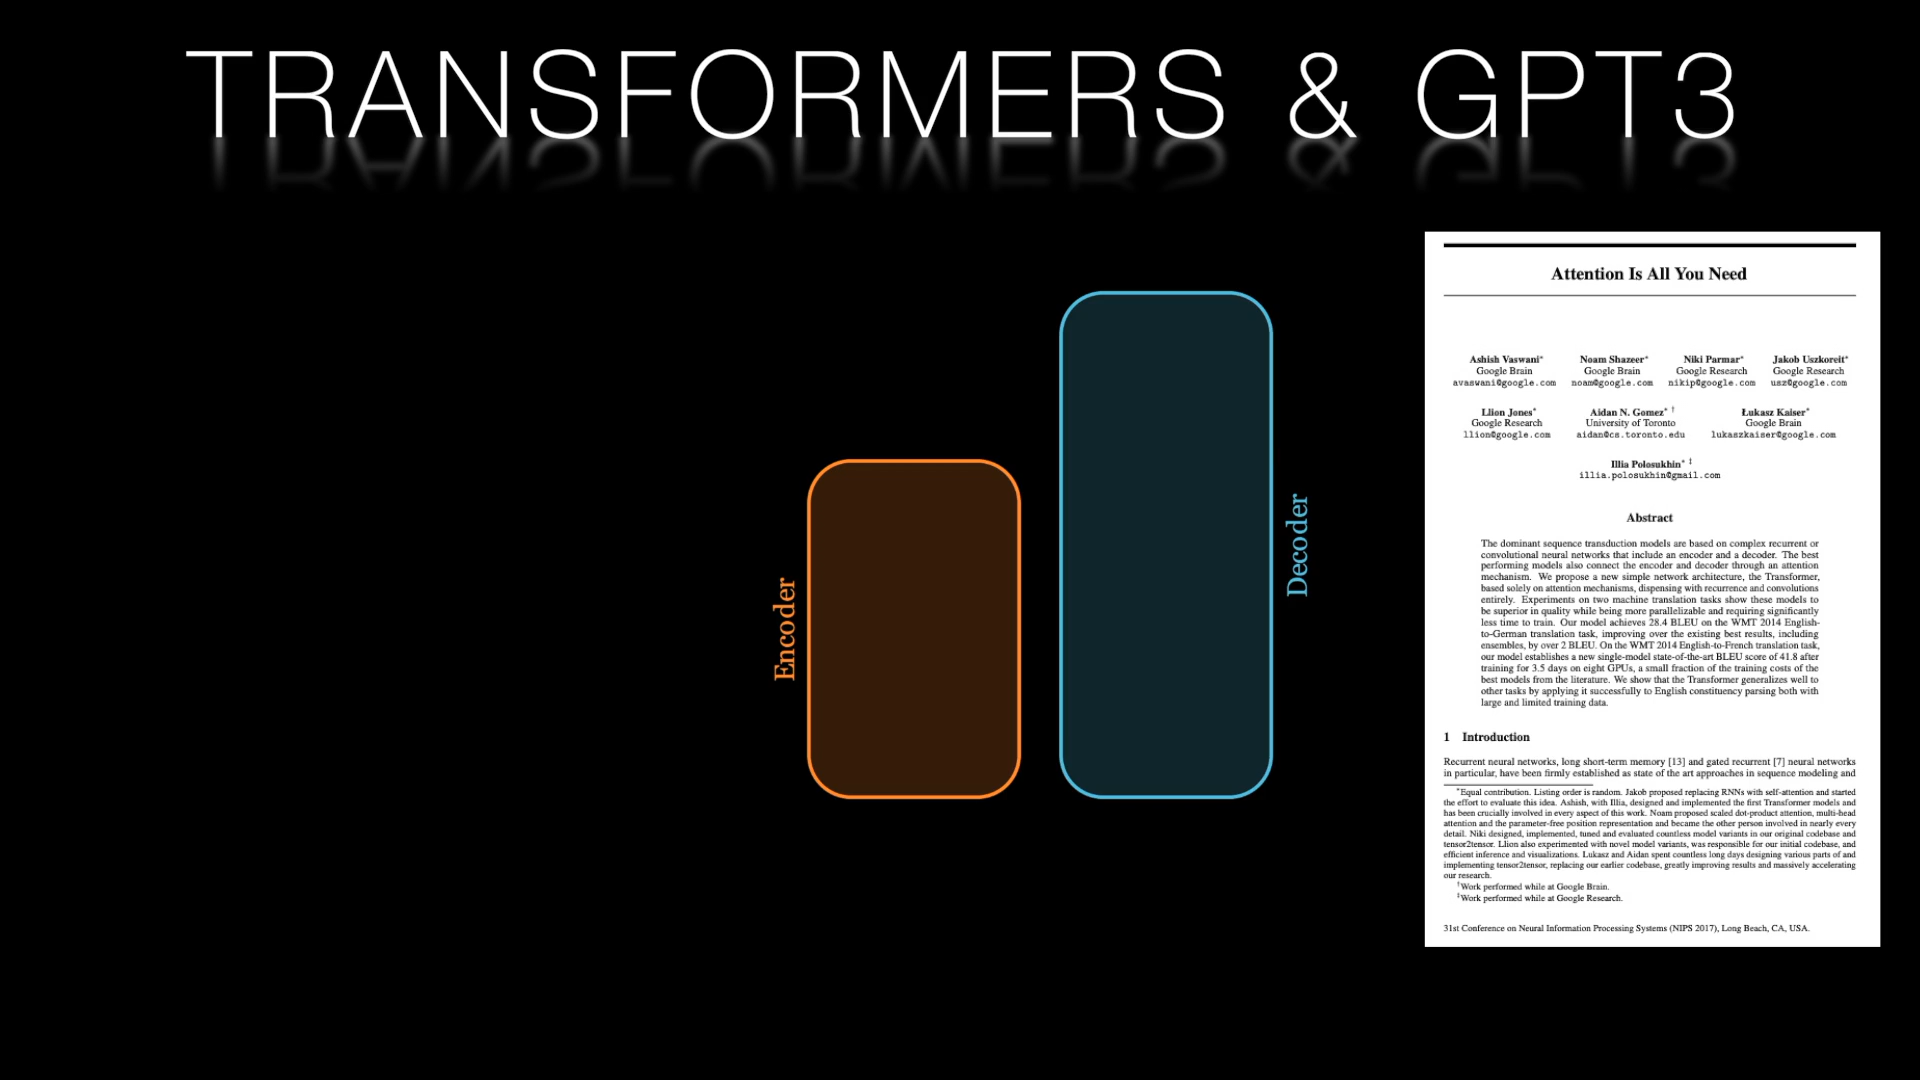 TRANSFORMERS & GPT3
Encoder
Decoder
Attention Is All You Need
Ashish Vaswani* Noam Shazeer* Niki Parmar* Jakob Uszkoreit*
Google Brain Google Brain Google Research Google Research
avaswani@google.com noam@google.com nikip@google.com usz@google.com
Llion Jones* Aidan N. Gomez* † Łukasz Kaiser*
Google Research University of Toronto Google Brain
llion@google.com aidan@cs.toronto.edu lukaszkaiser@google.com
Illia Polosukhin* ‡
illia.polosukhin@gmail.com
Abstract
The dominant sequence transduction models are based on complex recurrent or
convolutional neural networks that include an encoder and a decoder. The best
performing models also connect the encoder and decoder through an attention
mechanism. We propose a new simple network architecture, the Transformer,
based solely on attention mechanisms, dispensing with recurrence and convolutions
entirely. Experiments on two machine translation tasks show these models to
be superior in quality while being more parallelizable and requiring significantly
less time to train. Our model achieves 28.4 BLEU on the WMT 2014 English-
to-German translation task, improving over the existing best results, including
ensembles, by over 2 BLEU. On the WMT 2014 English-to-French translation task,
our model establishes a new single-model state-of-the-art BLEU score of 41.8 after
training for 3.5 days on eight GPUs, a small fraction of the training costs of the
best models from the literature. We show that the Transformer generalizes well to
other tasks by applying it successfully to English constituency parsing both with
large and limited training data.
1 Introduction
Recurrent neural networks, long short-term memory [13] and gated recurrent [7] neural networks
in particular, have been firmly established as state of the art approaches in sequence modeling and
*Equal contribution. Listing order is random. Jakob proposed replacing RNNs with self-attention and started
the effort to evaluate this idea. Ashish, with Illia, designed and implemented the first Transformer models and
has been crucially involved in every aspect of this work. Noam proposed scaled dot-product attention, multi-head
attention and the parameter-free position representation and became the other person involved in nearly every
detail. Niki designed, implemented, tuned and evaluated countless model variants in our original codebase and
tensor2tensor. Llion also experimented with novel model variants, was responsible for our initial codebase, and
efficient inference and visualizations. Lukasz and Aidan spent countless long days designing various parts of and
implementing tensor2tensor, replacing our earlier codebase, greatly improving results and massively accelerating
our research.
†Work performed while at Google Brain.
‡Work performed while at Google Research.
31st Conference on Neural Information Processing Systems (NIPS 2017), Long Beach, CA, USA.